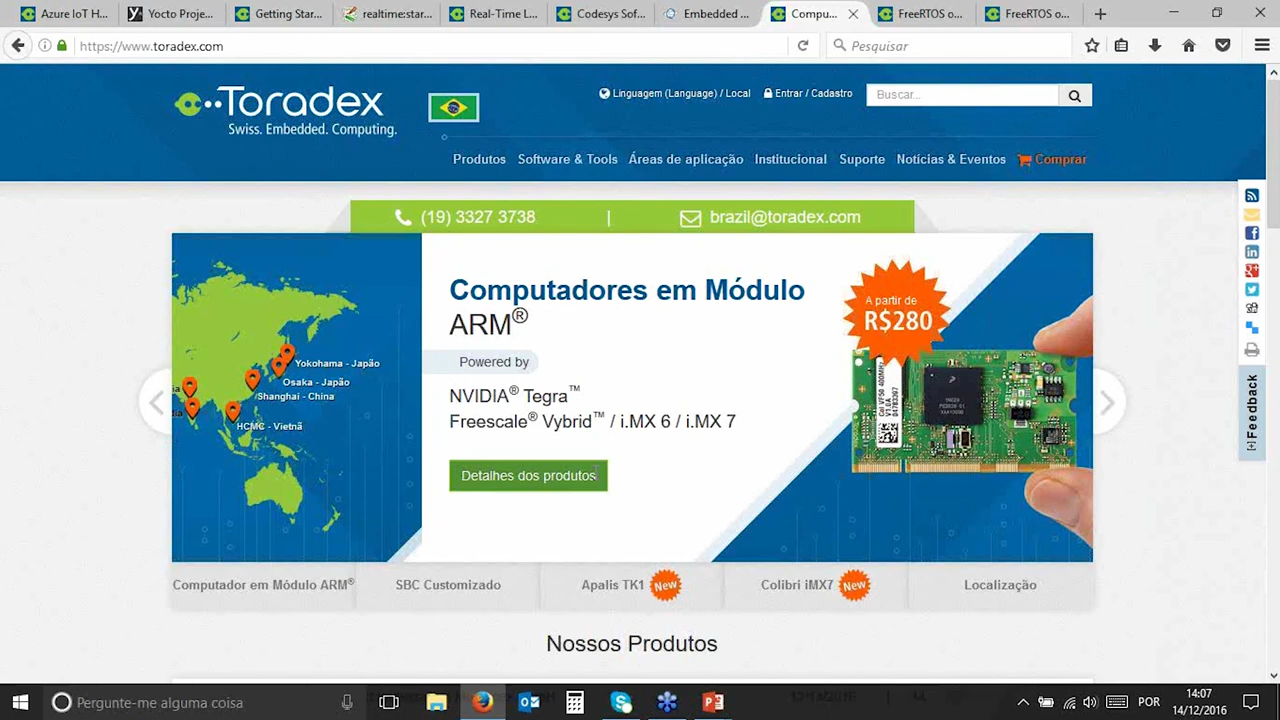 Azure IoT H...
Yocto Proje...
Getting Star...
realtime:star...
Real-Time L...
Codesys Sof...
Embedded ...
Compu...
FreeRTOS o...
FreeRTOS o...
https://www.toradex.com
Pesquisar
Toradex
Swiss. Embedded. Computing.
Linguagem (Language) / Local
Entrar / Cadastro
Buscar...
Produtos
Software & Tools
Áreas de aplicação
Institucional
Suporte
Notícias & Eventos
Comprar
(19) 3327 3738 | brazil@toradex.com
Computadores em Módulo
ARM®
Powered by
NVIDIA® Tegra™
Freescale® Vybrid™ / i.MX 6 / i.MX 7
Detalhes dos produtos
A partir de
R$280
Yokohama - Japão
Osaka - Japão
Shanghai - China
HCMC - Vietnã
[+] Feedback
Computador em Módulo ARM®
SBC Customizado
Apalis TK1 New
Colibri iMX7 New
Localização
Nossos Produtos
Pergunte-me alguma coisa
POR
14:07
14/12/2016